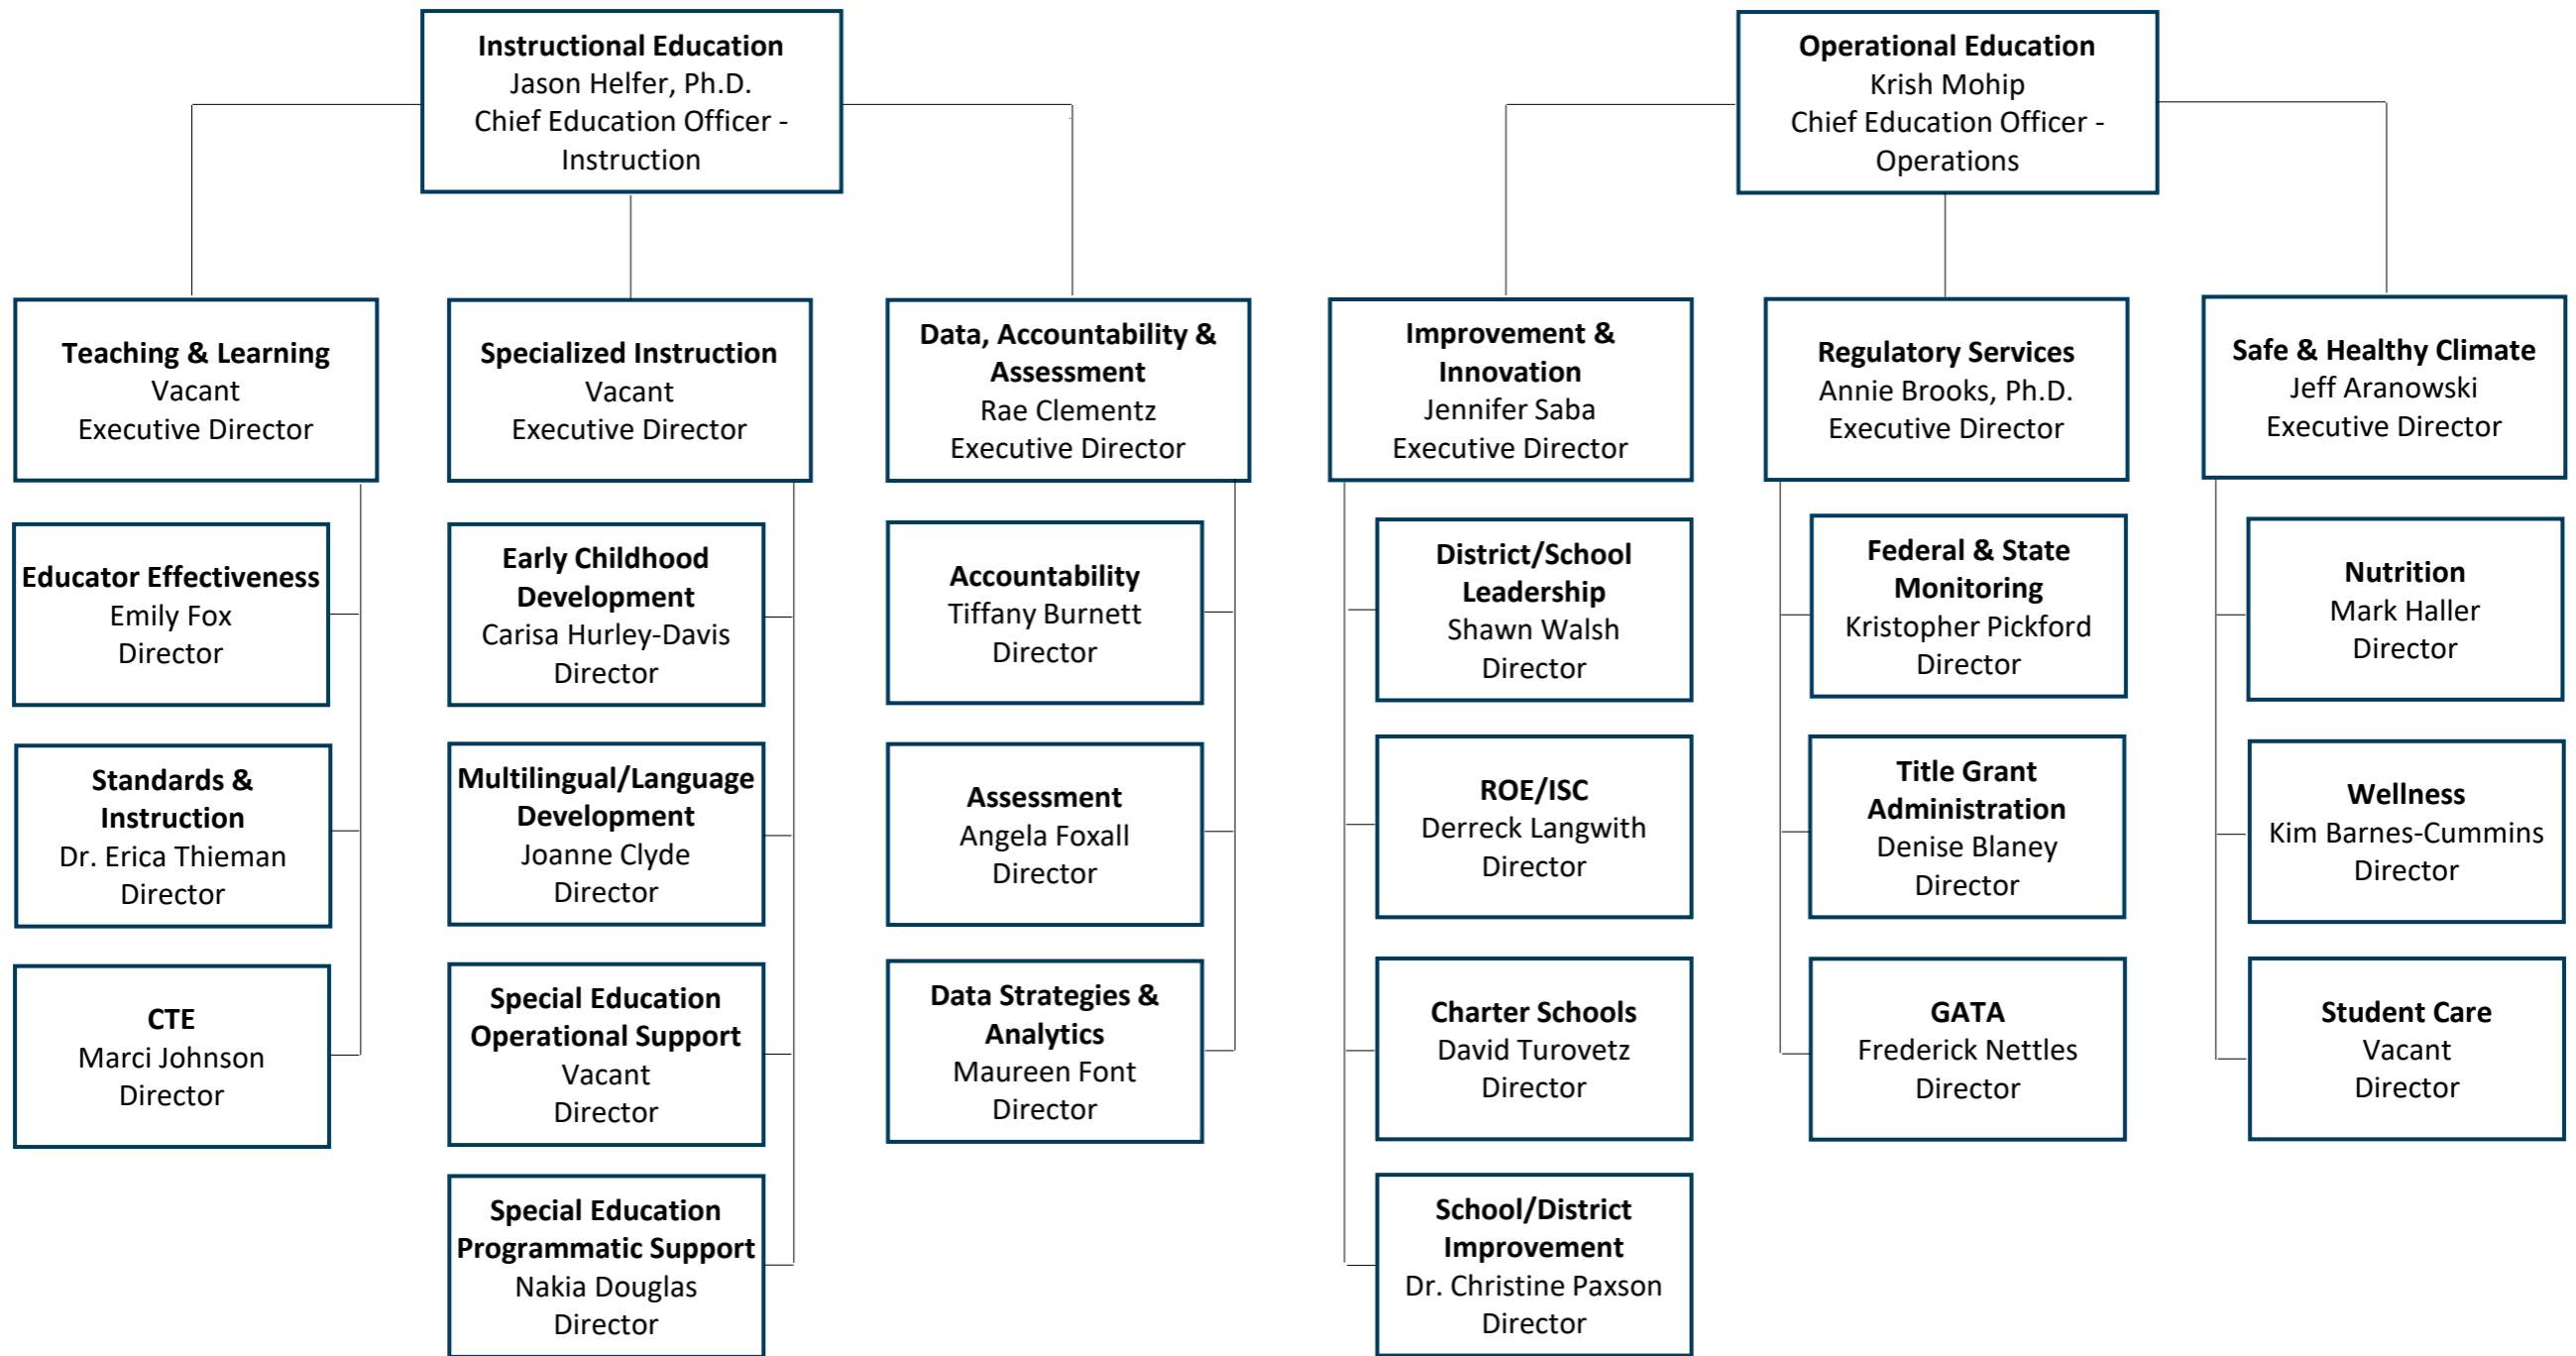 Instructional Education
Jason Helfer, Ph.D.
Chief Education Officer -
Instruction
Operational Education
Krish Mohip
Chief Education Officer -
Operations
Teaching & Learning
Vacant
Executive Director
Specialized Instruction
Vacant
Executive Director
Data, Accountability &
Assessment
Rae Clementz
Executive Director
Improvement &
Innovation
Jennifer Saba
Executive Director
Regulatory Services
Annie Brooks, Ph.D.
Executive Director
Safe & Healthy Climate
Jeff Aranowski
Executive Director
Educator Effectiveness
Emily Fox
Director
Early Childhood
Development
Carisa Hurley-Davis
Director
Accountability
Tiffany Burnett
Director
District/School
Leadership
Shawn Walsh
Director
Federal & State
Monitoring
Kristopher Pickford
Director
Nutrition
Mark Haller
Director
Standards &
Instruction
Dr. Erica Thieman
Director
Multilingual/Language
Development
Joanne Clyde
Director
Assessment
Angela Foxall
Director
ROE/ISC
Derreck Langwith
Director
Title Grant
Administration
Denise Blaney
Director
Wellness
Kim Barnes-Cummins
Director
CTE
Marci Johnson
Director
Special Education
Operational Support
Vacant
Director
Data Strategies &
Analytics
Maureen Font
Director
Charter Schools
David Turovetz
Director
GATA
Frederick Nettles
Director
Student Care
Vacant
Director
Special Education
Programmatic Support
Nakia Douglas
Director
School/District
Improvement
Dr. Christine Paxson
Director